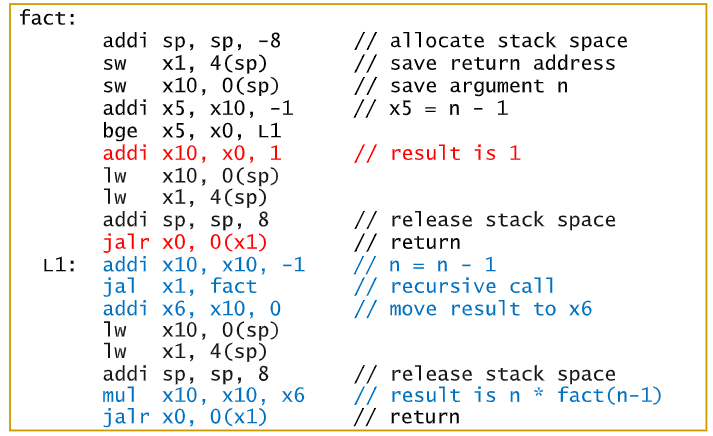 fact:
addi sp, sp, -8 // allocate stack space
sw x1, 4(sp) // save return address
sw x10, 0(sp) // save argument n
addi x5, x10, -1 // x5 = n - 1
bge x5, x0, L1
addi x10, x0, 1 // result is 1
lw x10, 0(sp)
lw x1, 4(sp)
addi sp, sp, 8 // release stack space
jalr x0, 0(x1) // return
L1: addi x10, x10, -1 // n = n - 1
jal x1, fact // recursive call
addi x6, x10, 0 // move result to x6
lw x10, 0(sp)
lw x1, 4(sp)
addi sp, sp, 8 // release stack space
mul x10, x10, x6 // result is n * fact(n-1)
jalr x0, 0(x1) // return